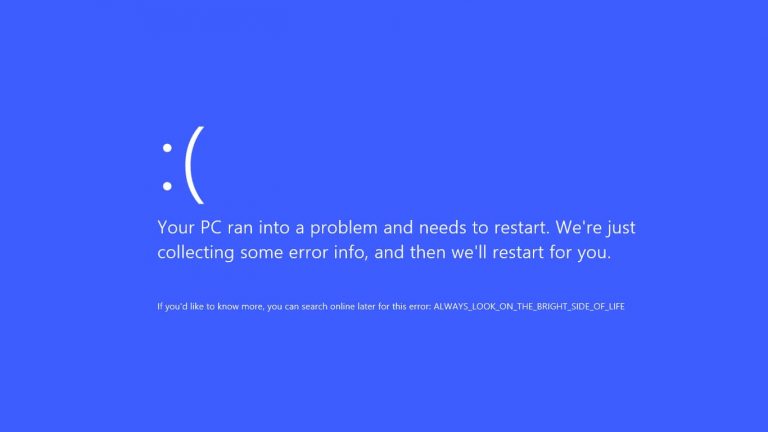 :(
Your PC ran into a problem and needs to restart. We're just
collecting some error info, and then we'll restart for you.
If you'd like to know more, you can search online later for this error: ALWAYS_LOOK_ON_THE_BRIGHT_SIDE_OF_LIFE